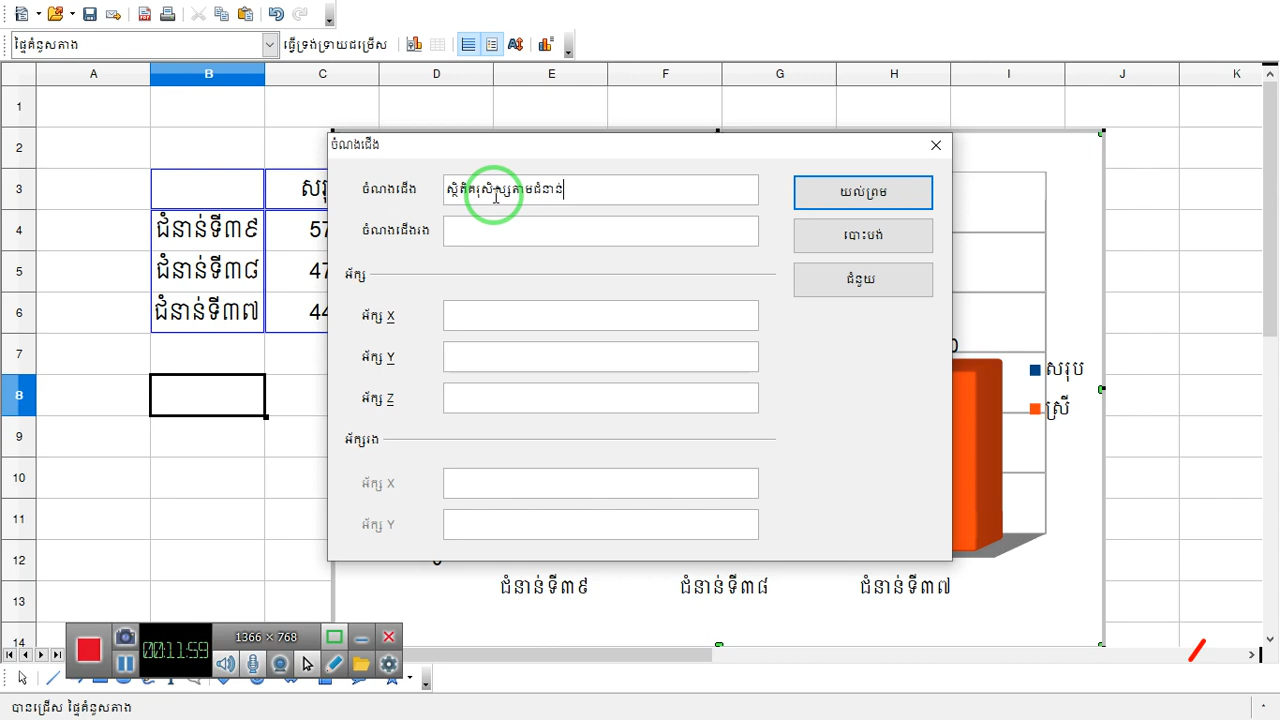 ផ្ទៃគំនូសតាង
ធ្វើទ្រង់ទ្រាយជម្រើស
A B C D E F G H I J K
1
2
ចំណងជើង
3
សរុ
ចំណងជើង
ស្ថិតិគរុសិស្សតាមជំនាន់
យល់ព្រម
4
ជំនាន់ទី៣៩
57
ចំណងជើងរង
បោះបង់
5
ជំនាន់ទី៣៨
47
អ័ក្ស
ជំនួយ
6
ជំនាន់ទី៣៧
44
អ័ក្ស X
7
អ័ក្ស Y
សរុប
8
អ័ក្ស Z
ស្រី
9
អ័ក្សរង
10
អ័ក្ស X
11
អ័ក្ស Y
12
13
ជំនាន់ទី៣៩ ជំនាន់ទី៣៨ ជំនាន់ទី៣៧
14
1366 × 768
00:11:59
បានជ្រើស ផ្ទៃគំនូសតាង